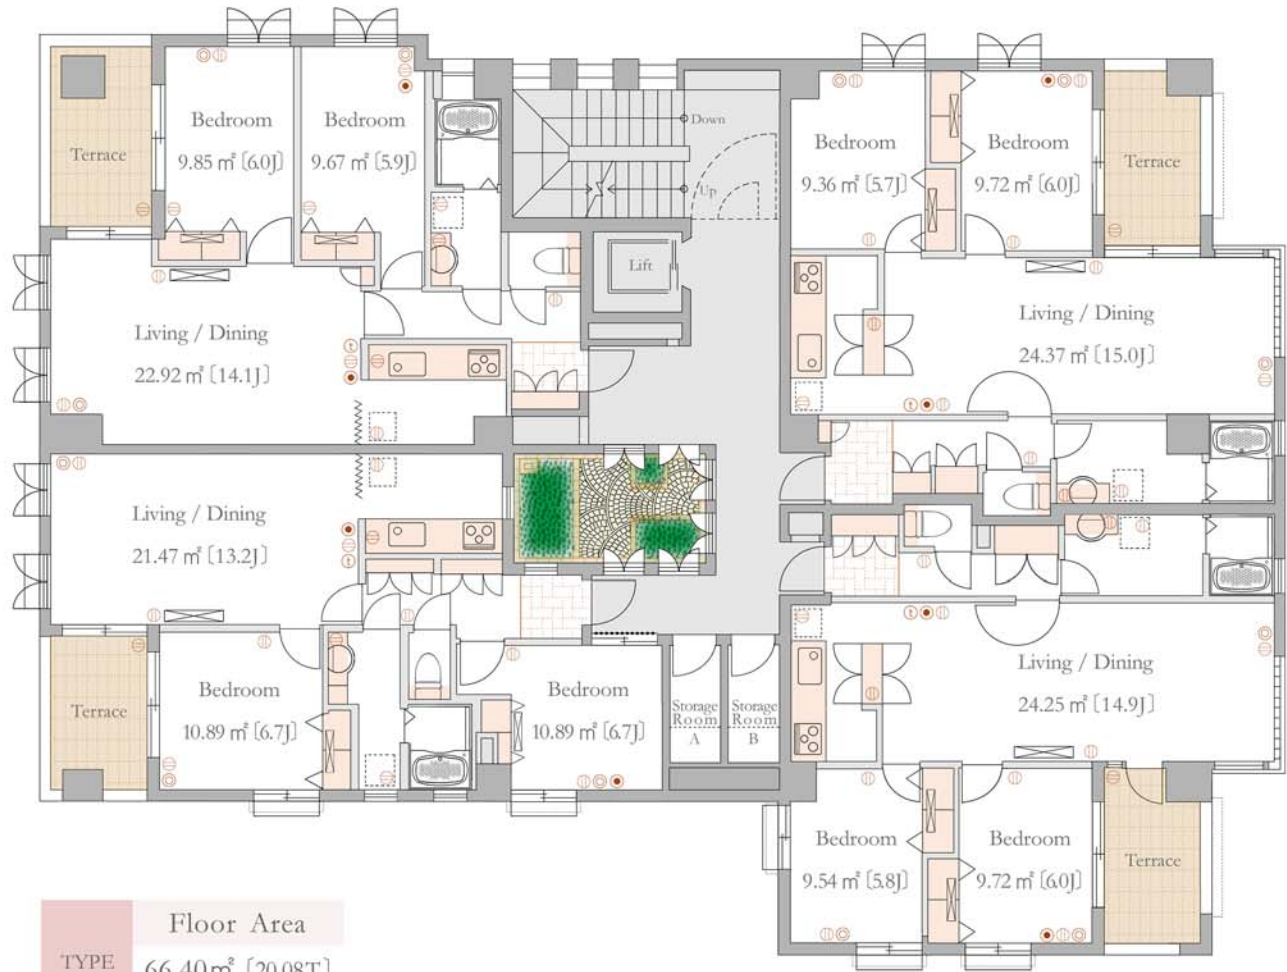 Terrace
Bedroom
9.85 ㎡ [6.0J]
Bedroom
9.67 ㎡ [5.9J]
Down
Up
Lift
Bedroom
9.36 ㎡ [5.7J]
Bedroom
9.72 ㎡ [6.0J]
Terrace
Living / Dining
22.92 ㎡ [14.1J]
t
Living / Dining
24.37 ㎡ [15.0J]
t
Living / Dining
21.47 ㎡ [13.2J]
t
Living / Dining
24.25 ㎡ [14.9J]
t
Terrace
Bedroom
10.89 ㎡ [6.7J]
Bedroom
10.89 ㎡ [6.7J]
Storage
Room
A
Storage
Room
B
Bedroom
9.54 ㎡ [5.8J]
Bedroom
9.72 ㎡ [6.0J]
Terrace
Floor Area
TYPE
66.40㎡ [20.08T]